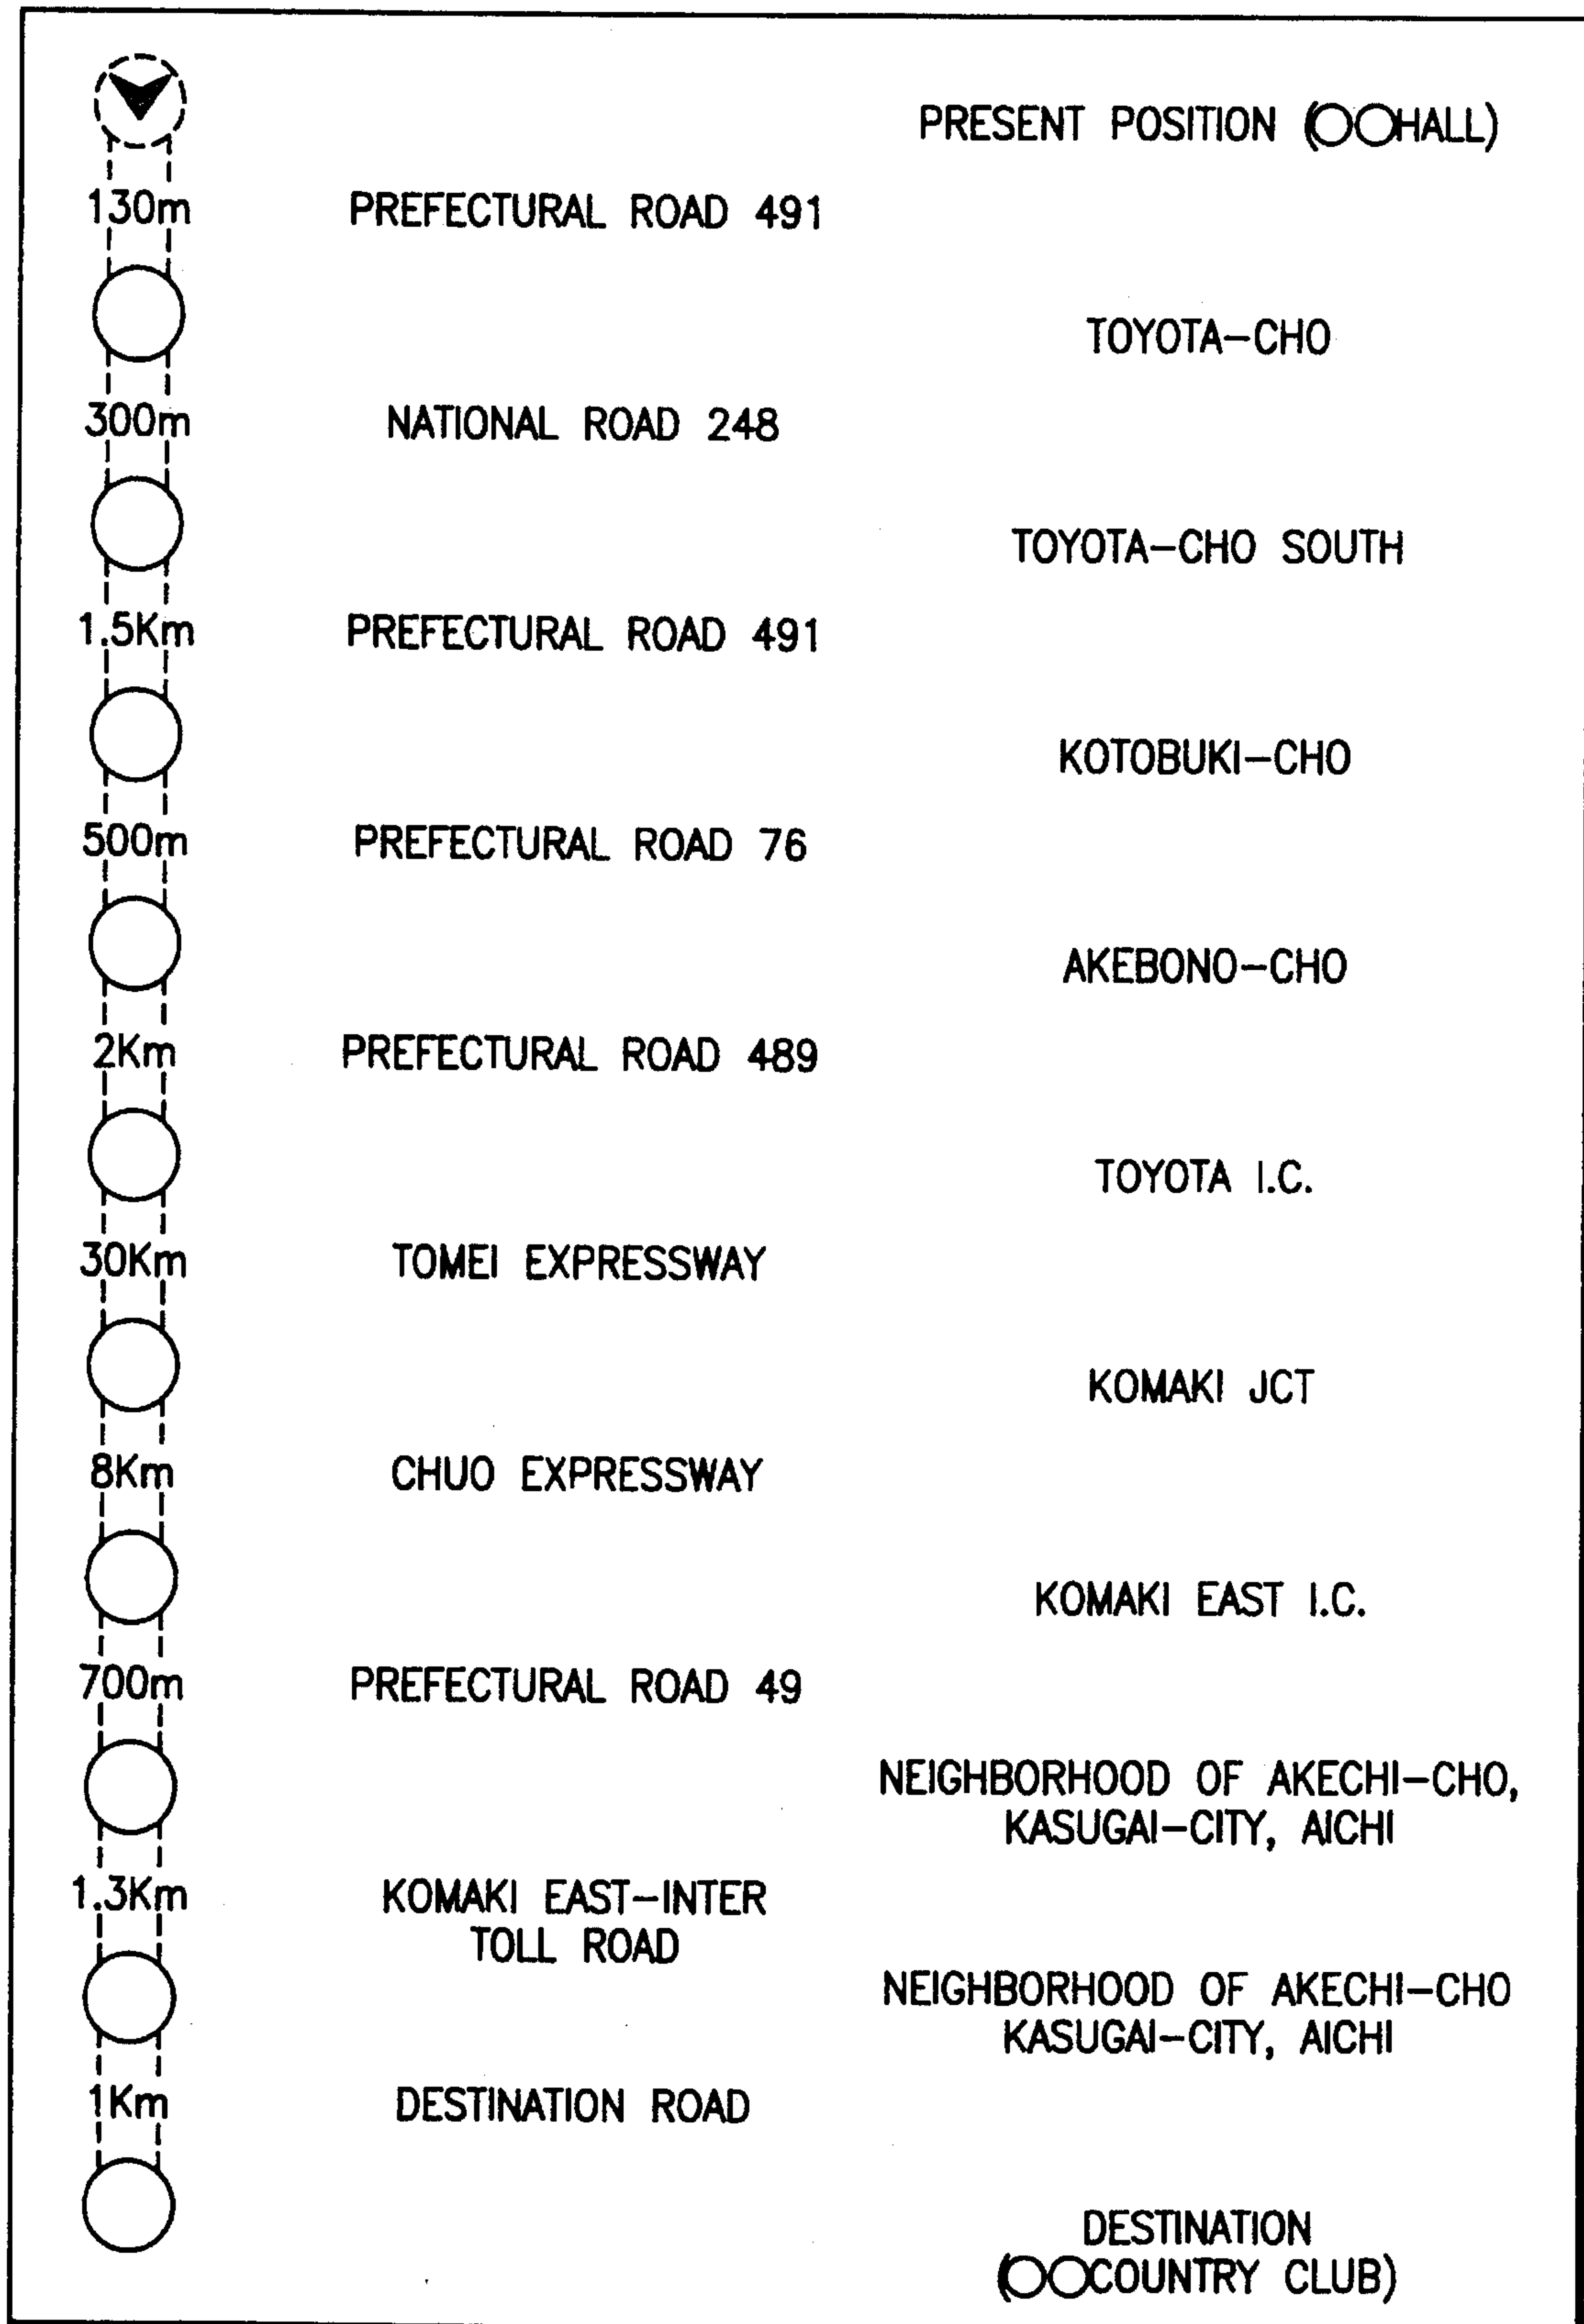 PRESENT POSITION (○○HALL)
130m PREFECTURAL ROAD 491
TOYOTA-CHO
300m NATIONAL ROAD 248
TOYOTA-CHO SOUTH
1.5Km PREFECTURAL ROAD 491
KOTOBUKI-CHO
500m PREFECTURAL ROAD 76
AKEBONO-CHO
2Km PREFECTURAL ROAD 489
TOYOTA I.C.
30Km TOMEI EXPRESSWAY
KOMAKI JCT
8Km CHUO EXPRESSWAY
KOMAKI EAST I.C.
700m PREFECTURAL ROAD 49
NEIGHBORHOOD OF AKECHI-CHO,
KASUGAI-CITY, AICHI
1.3Km KOMAKI EAST-INTER
TOLL ROAD
NEIGHBORHOOD OF AKECHI-CHO
KASUGAI-CITY, AICHI
1Km DESTINATION ROAD
DESTINATION
(○○COUNTRY CLUB)